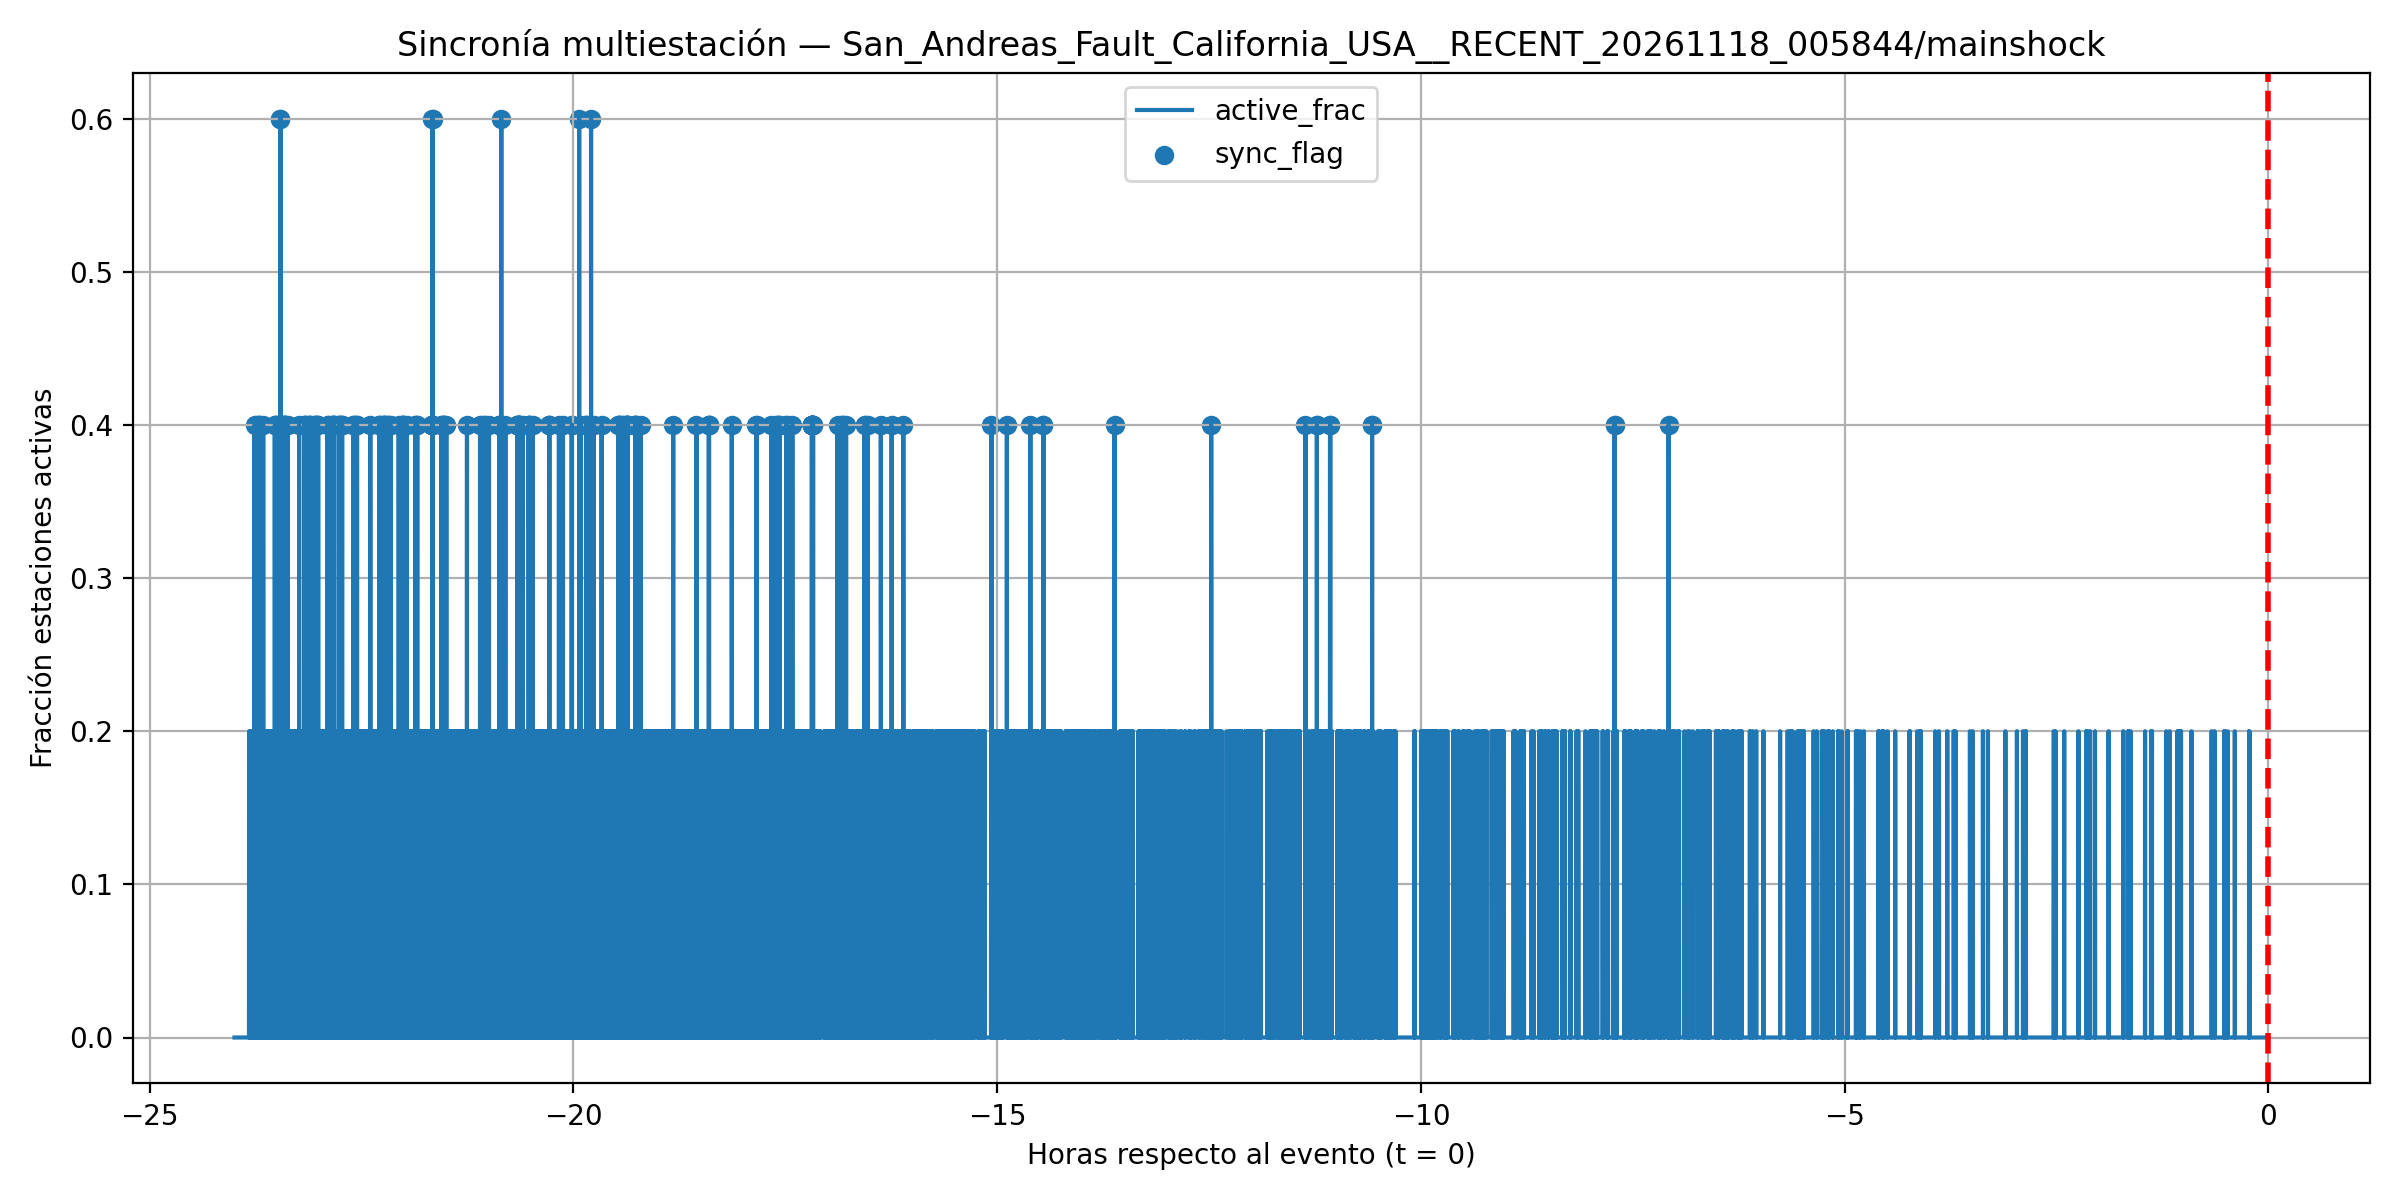 Sincronía multiestación — San_Andreas_Fault_California_USA__RECENT_20261118_005844/mainshock
active_frac
sync_flag
Fracción estaciones activas
0.6
0.5
0.4
0.3
0.2
0.1
0.0
−25
−20
−15
−10
−5
0
Horas respecto al evento (t = 0)